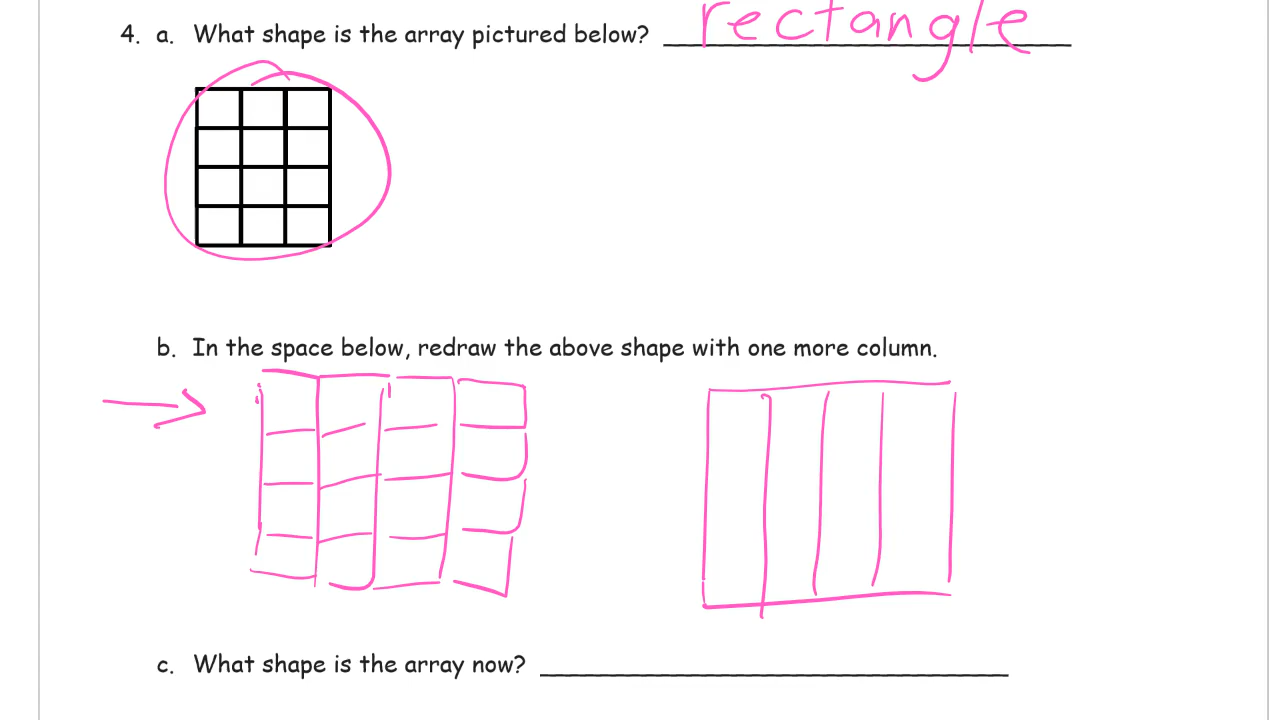 4. a. What shape is the array pictured below? rectangle
b. In the space below, redraw the above shape with one more column.
c. What shape is the array now?